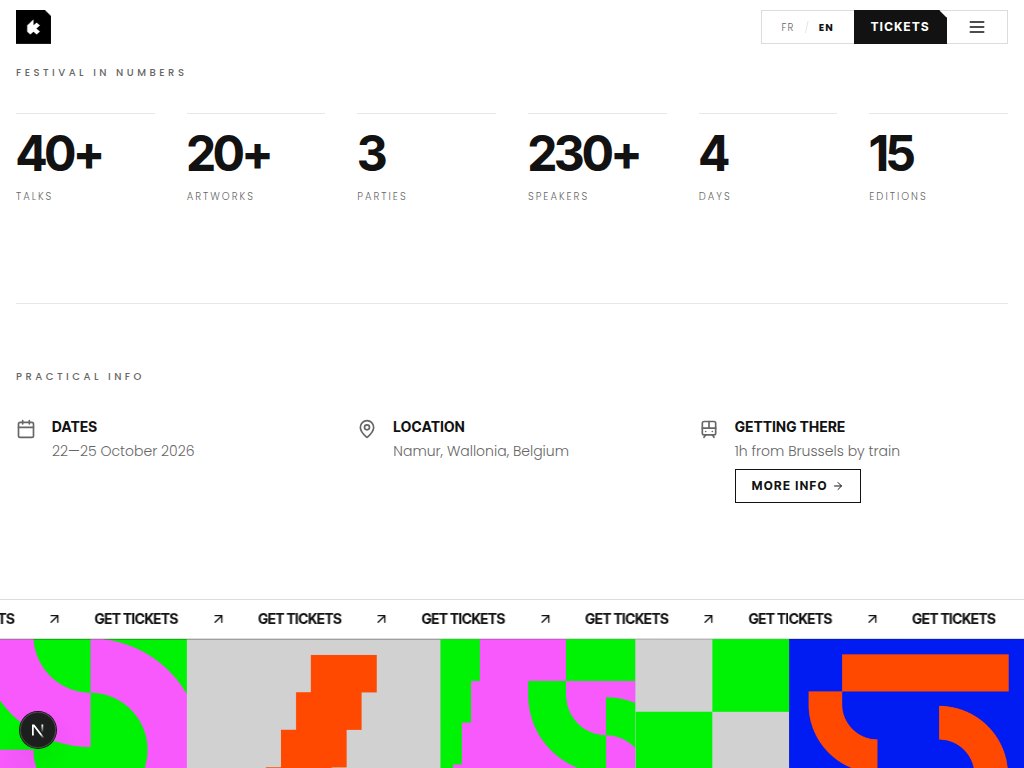 FR / EN
TICKETS
FESTIVAL IN NUMBERS
40+
TALKS
20+
ARTWORKS
3
PARTIES
230+
SPEAKERS
4
DAYS
15
EDITIONS
PRACTICAL INFO
DATES
22—25 October 2026
LOCATION
Namur, Wallonia, Belgium
GETTING THERE
1h from Brussels by train
MORE INFO →
TS ↗ GET TICKETS ↗ GET TICKETS ↗ GET TICKETS ↗ GET TICKETS ↗ GET TICKETS ↗ GET TICKETS
N